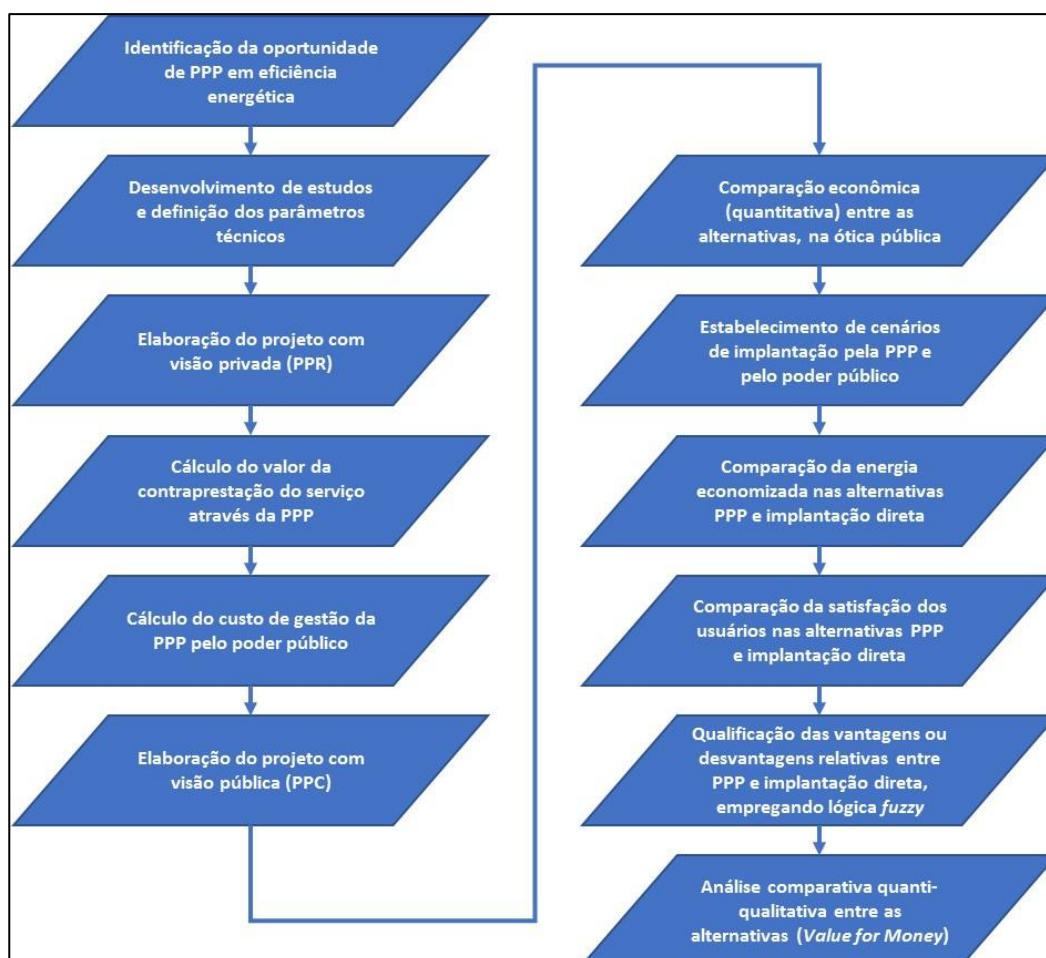 Identificação da oportunidade
de PPP em eficiência
energética
Desenvolvimento de estudos
e definição dos parâmetros
técnicos
Elaboração do projeto com
visão privada (PPR)
Cálculo do valor da
contraprestação do serviço
através da PPP
Cálculo do custo de gestão da
PPP pelo poder público
Elaboração do projeto com
visão pública (PPC)
Comparação econômica
(quantitativa) entre as
alternativas, na ótica pública
Estabelecimento de cenários
de implantação pela PPP e
pelo poder público
Comparação da energia
economizada nas alternativas
PPP e implantação direta
Comparação da satisfação dos
usuários nas alternativas PPP
e implantação direta
Qualificação das vantagens ou
desvantagens relativas entre
PPP e implantação direta,
empregando lógica fuzzy
Análise comparativa quanti-
qualitativa entre as
alternativas (Value for Money)